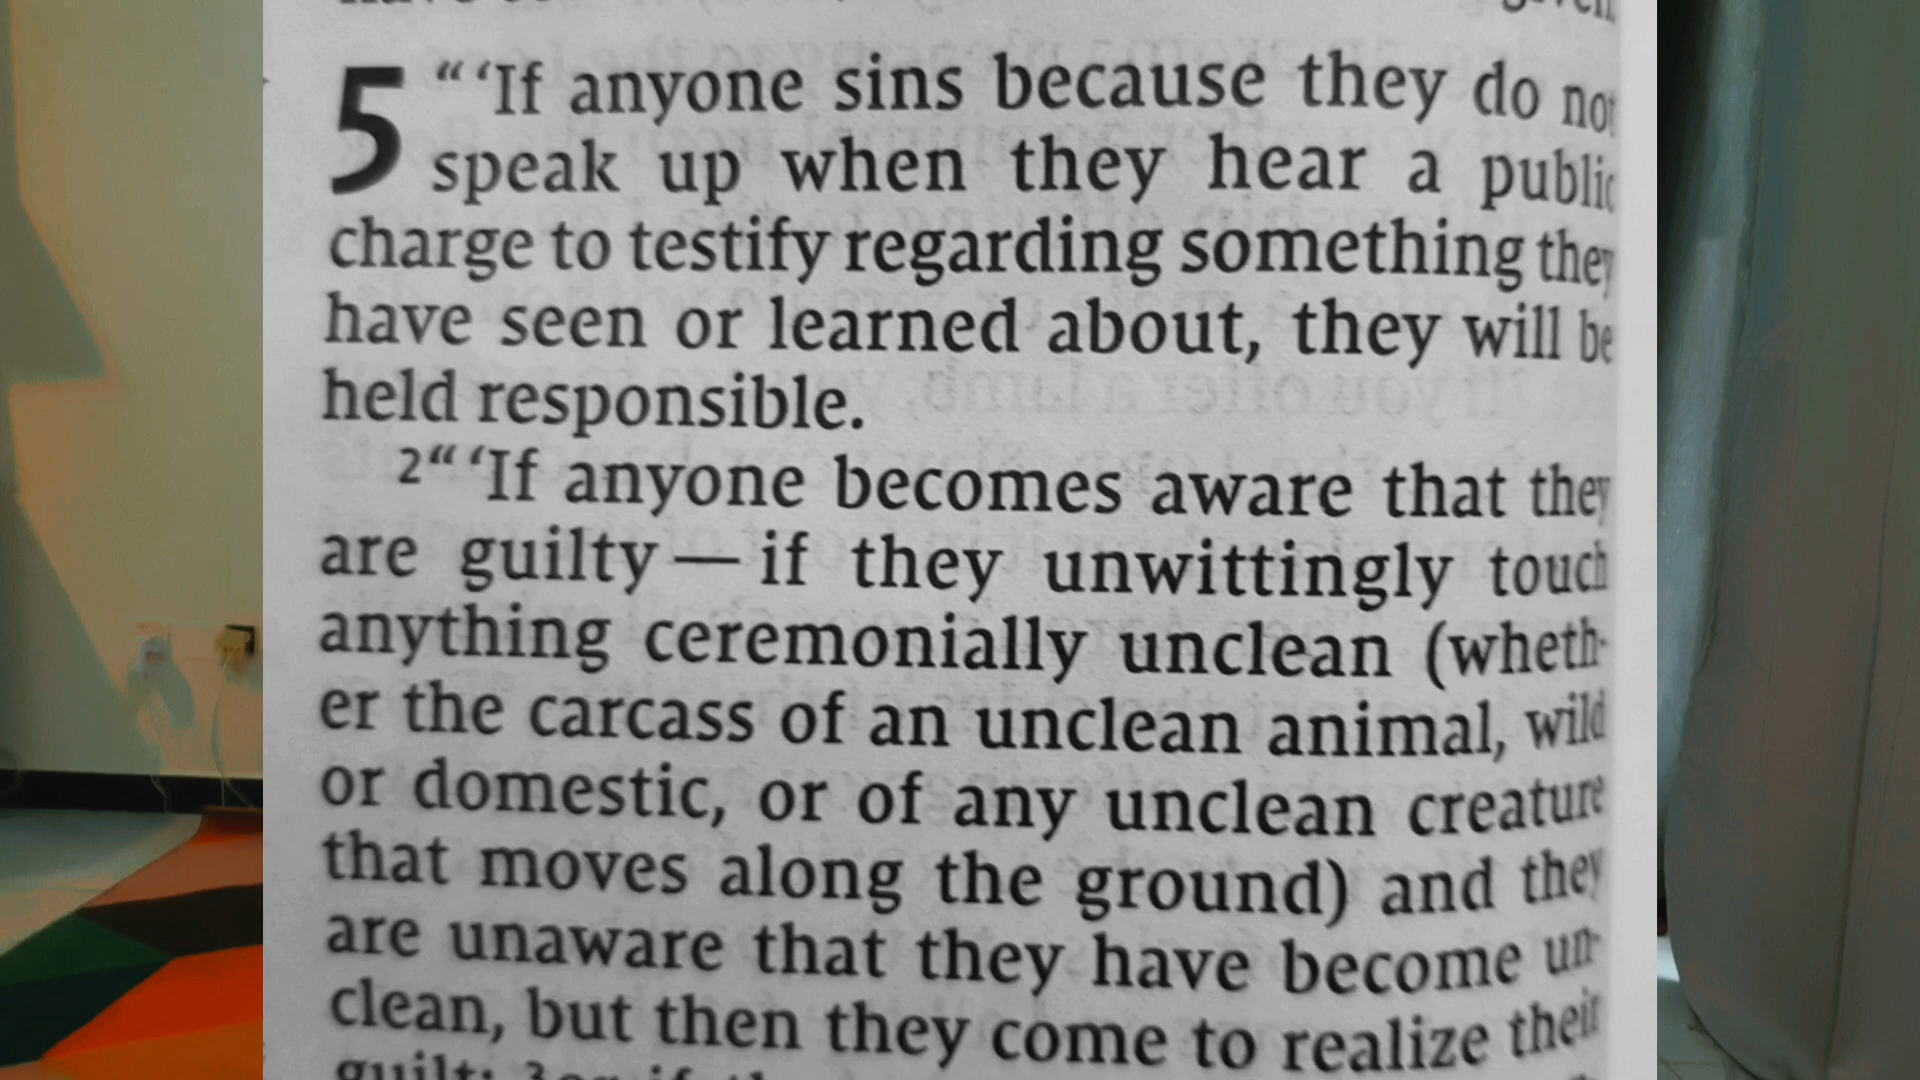 5 "'If anyone sins because they do not
speak up when they hear a public
charge to testify regarding something they
have seen or learned about, they will be
held responsible.
2"'If anyone becomes aware that they
are guilty — if they unwittingly touch
anything ceremonially unclean (wheth-
er the carcass of an unclean animal, wild
or domestic, or of any unclean creature
that moves along the ground) and they
are unaware that they have become un-
clean, but then they come to realize their
guilt; 3 or if